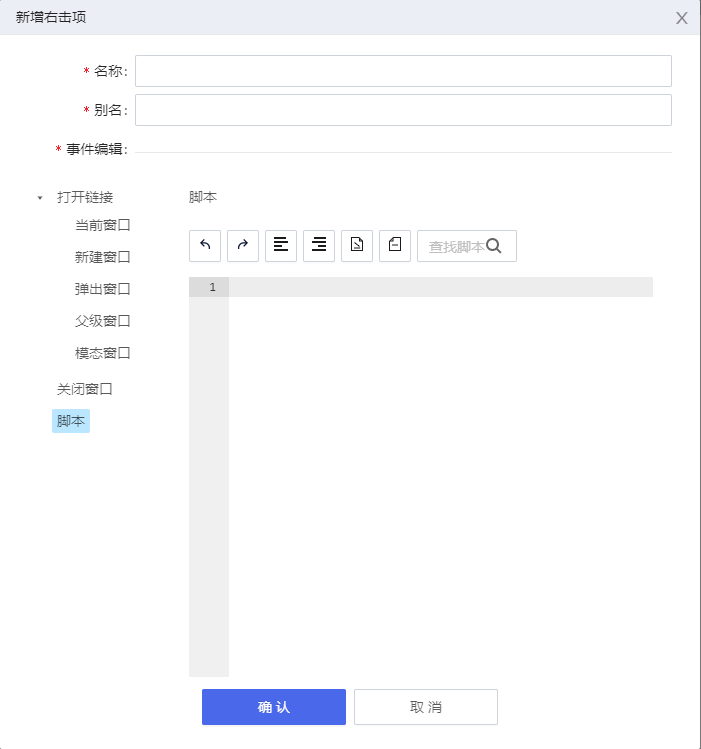 新增右击项
* 名称:
* 别名:
* 事件编辑:
打开链接
当前窗口
新建窗口
弹出窗口
父级窗口
模态窗口
关闭窗口
脚本
脚本
查找脚本
1
确 认
取 消